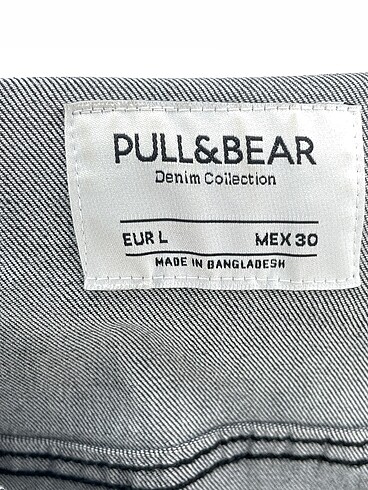 PULL&BEAR
Denim Collection
EUR L MEX 30
MADE IN BANGLADESH